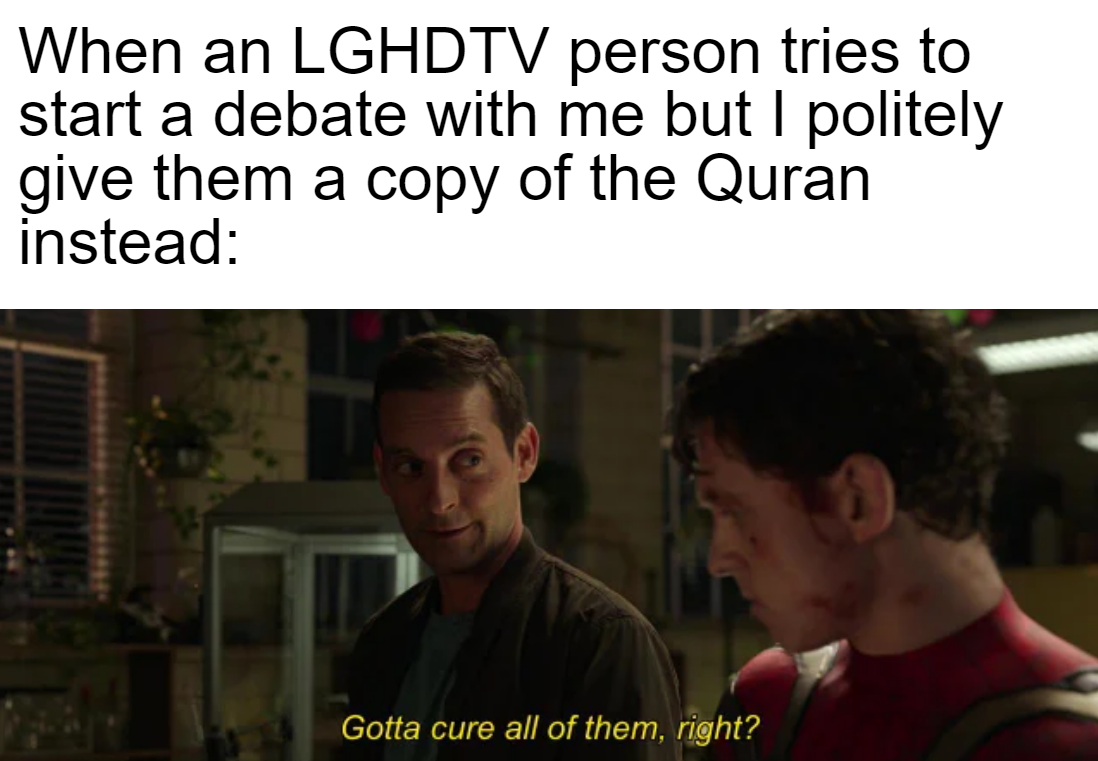 When an LGHDTV person tries to
start a debate with me but I politely
give them a copy of the Quran
instead:
Gotta cure all of them, right?